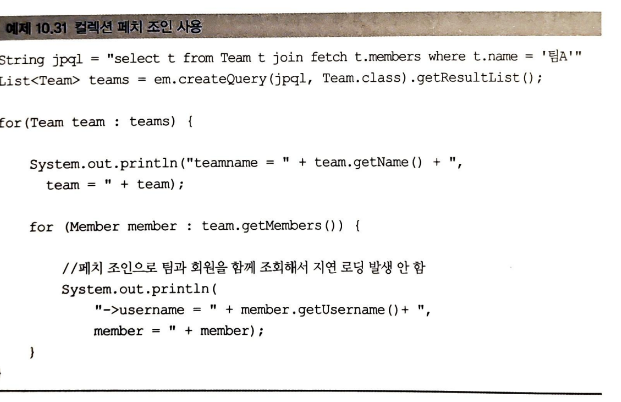 예제 10.31 컬렉션 페치 조인 사용
String jpql = "select t from Team t join fetch t.members where t.name = '팀A'"
List<Team> teams = em.createQuery(jpql, Team.class).getResultList();
for(Team team : teams) {
System.out.println("teamname = " + team.getName() + ",
team = " + team);
for (Member member : team.getMembers()) {
//페치 조인으로 팀과 회원을 함께 조회해서 지연 로딩 발생 안 함
System.out.println(
"->username = " + member.getUsername()+ ",
member = " + member);
}
}